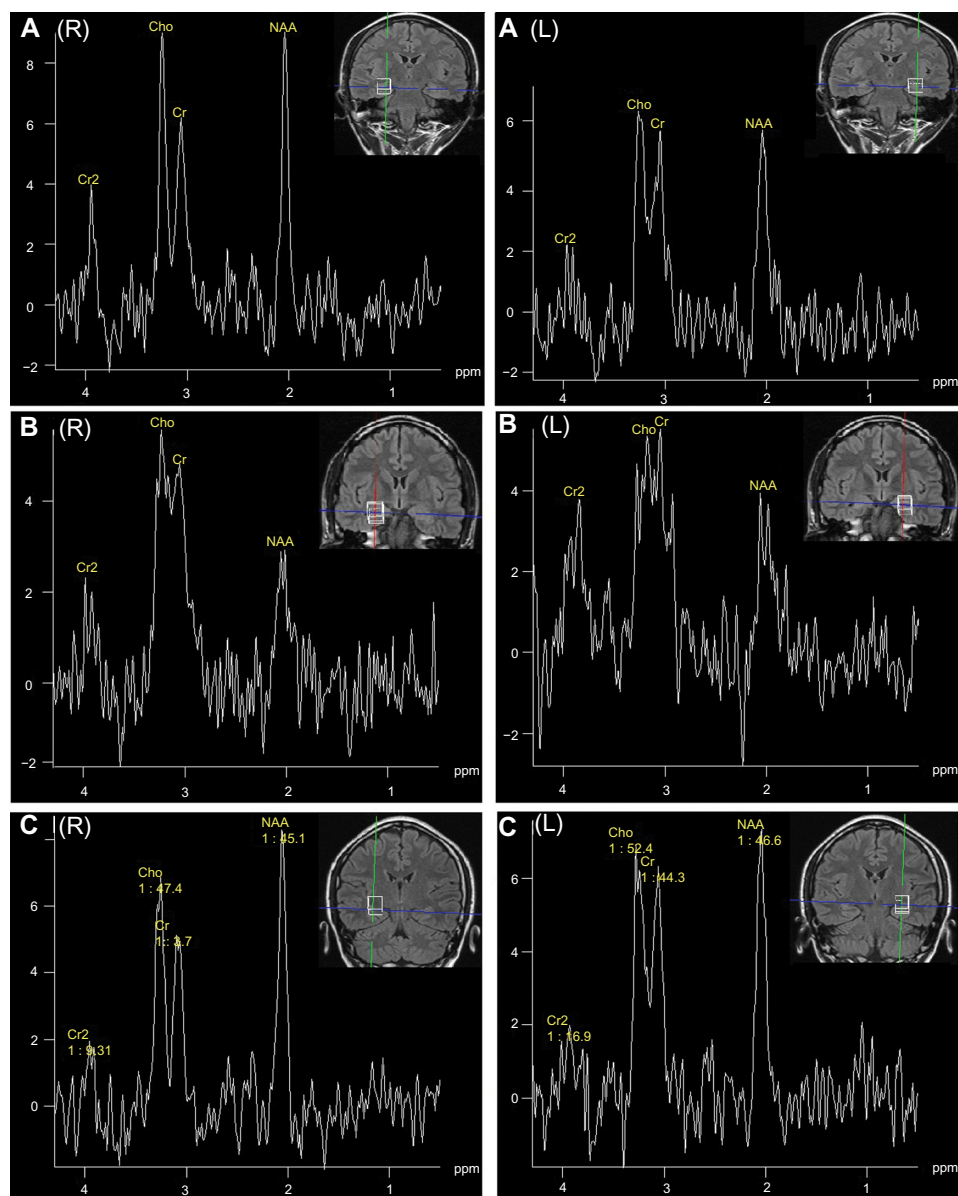 A (R)
Cho
NAA
Cr
Cr2
8
6
4
2
0
−2
4 3 2 1
ppm
A (L)
Cho
Cr
NAA
Cr2
6
4
2
0
−2
4 3 2 1
ppm
B (R)
Cho
Cr
NAA
Cr2
4
2
0
−2
4 3 2 1
ppm
B (L)
Cho
Cr
NAA
Cr2
6
4
2
0
−2
4 3 2 1
ppm
C (R)
NAA
1 : 45.1
Cho
1 : 47.4
Cr
Cr2
1 : 9.31
8
6
4
2
0
4 3 2 1
ppm
C (L)
Cho
1 : 52.4
NAA
1 : 46.6
Cr
1 : 44.3
Cr2
1 : 16.9
6
4
2
0
4 3 2 1
ppm